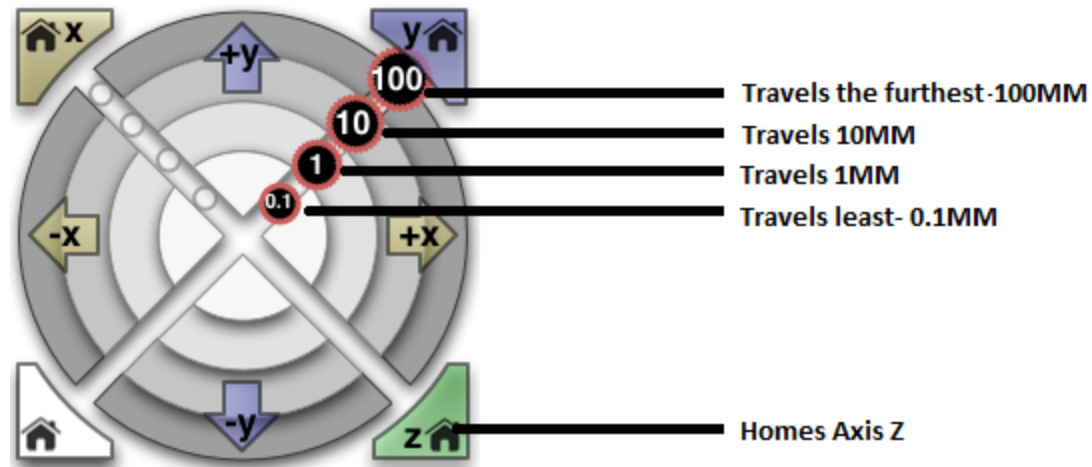 x
y
+y
100
Travels the furthest-100MM
10
Travels 10MM
1
Travels 1MM
0.1
Travels least- 0.1MM
-x
+x
-y
z
Homes Axis Z